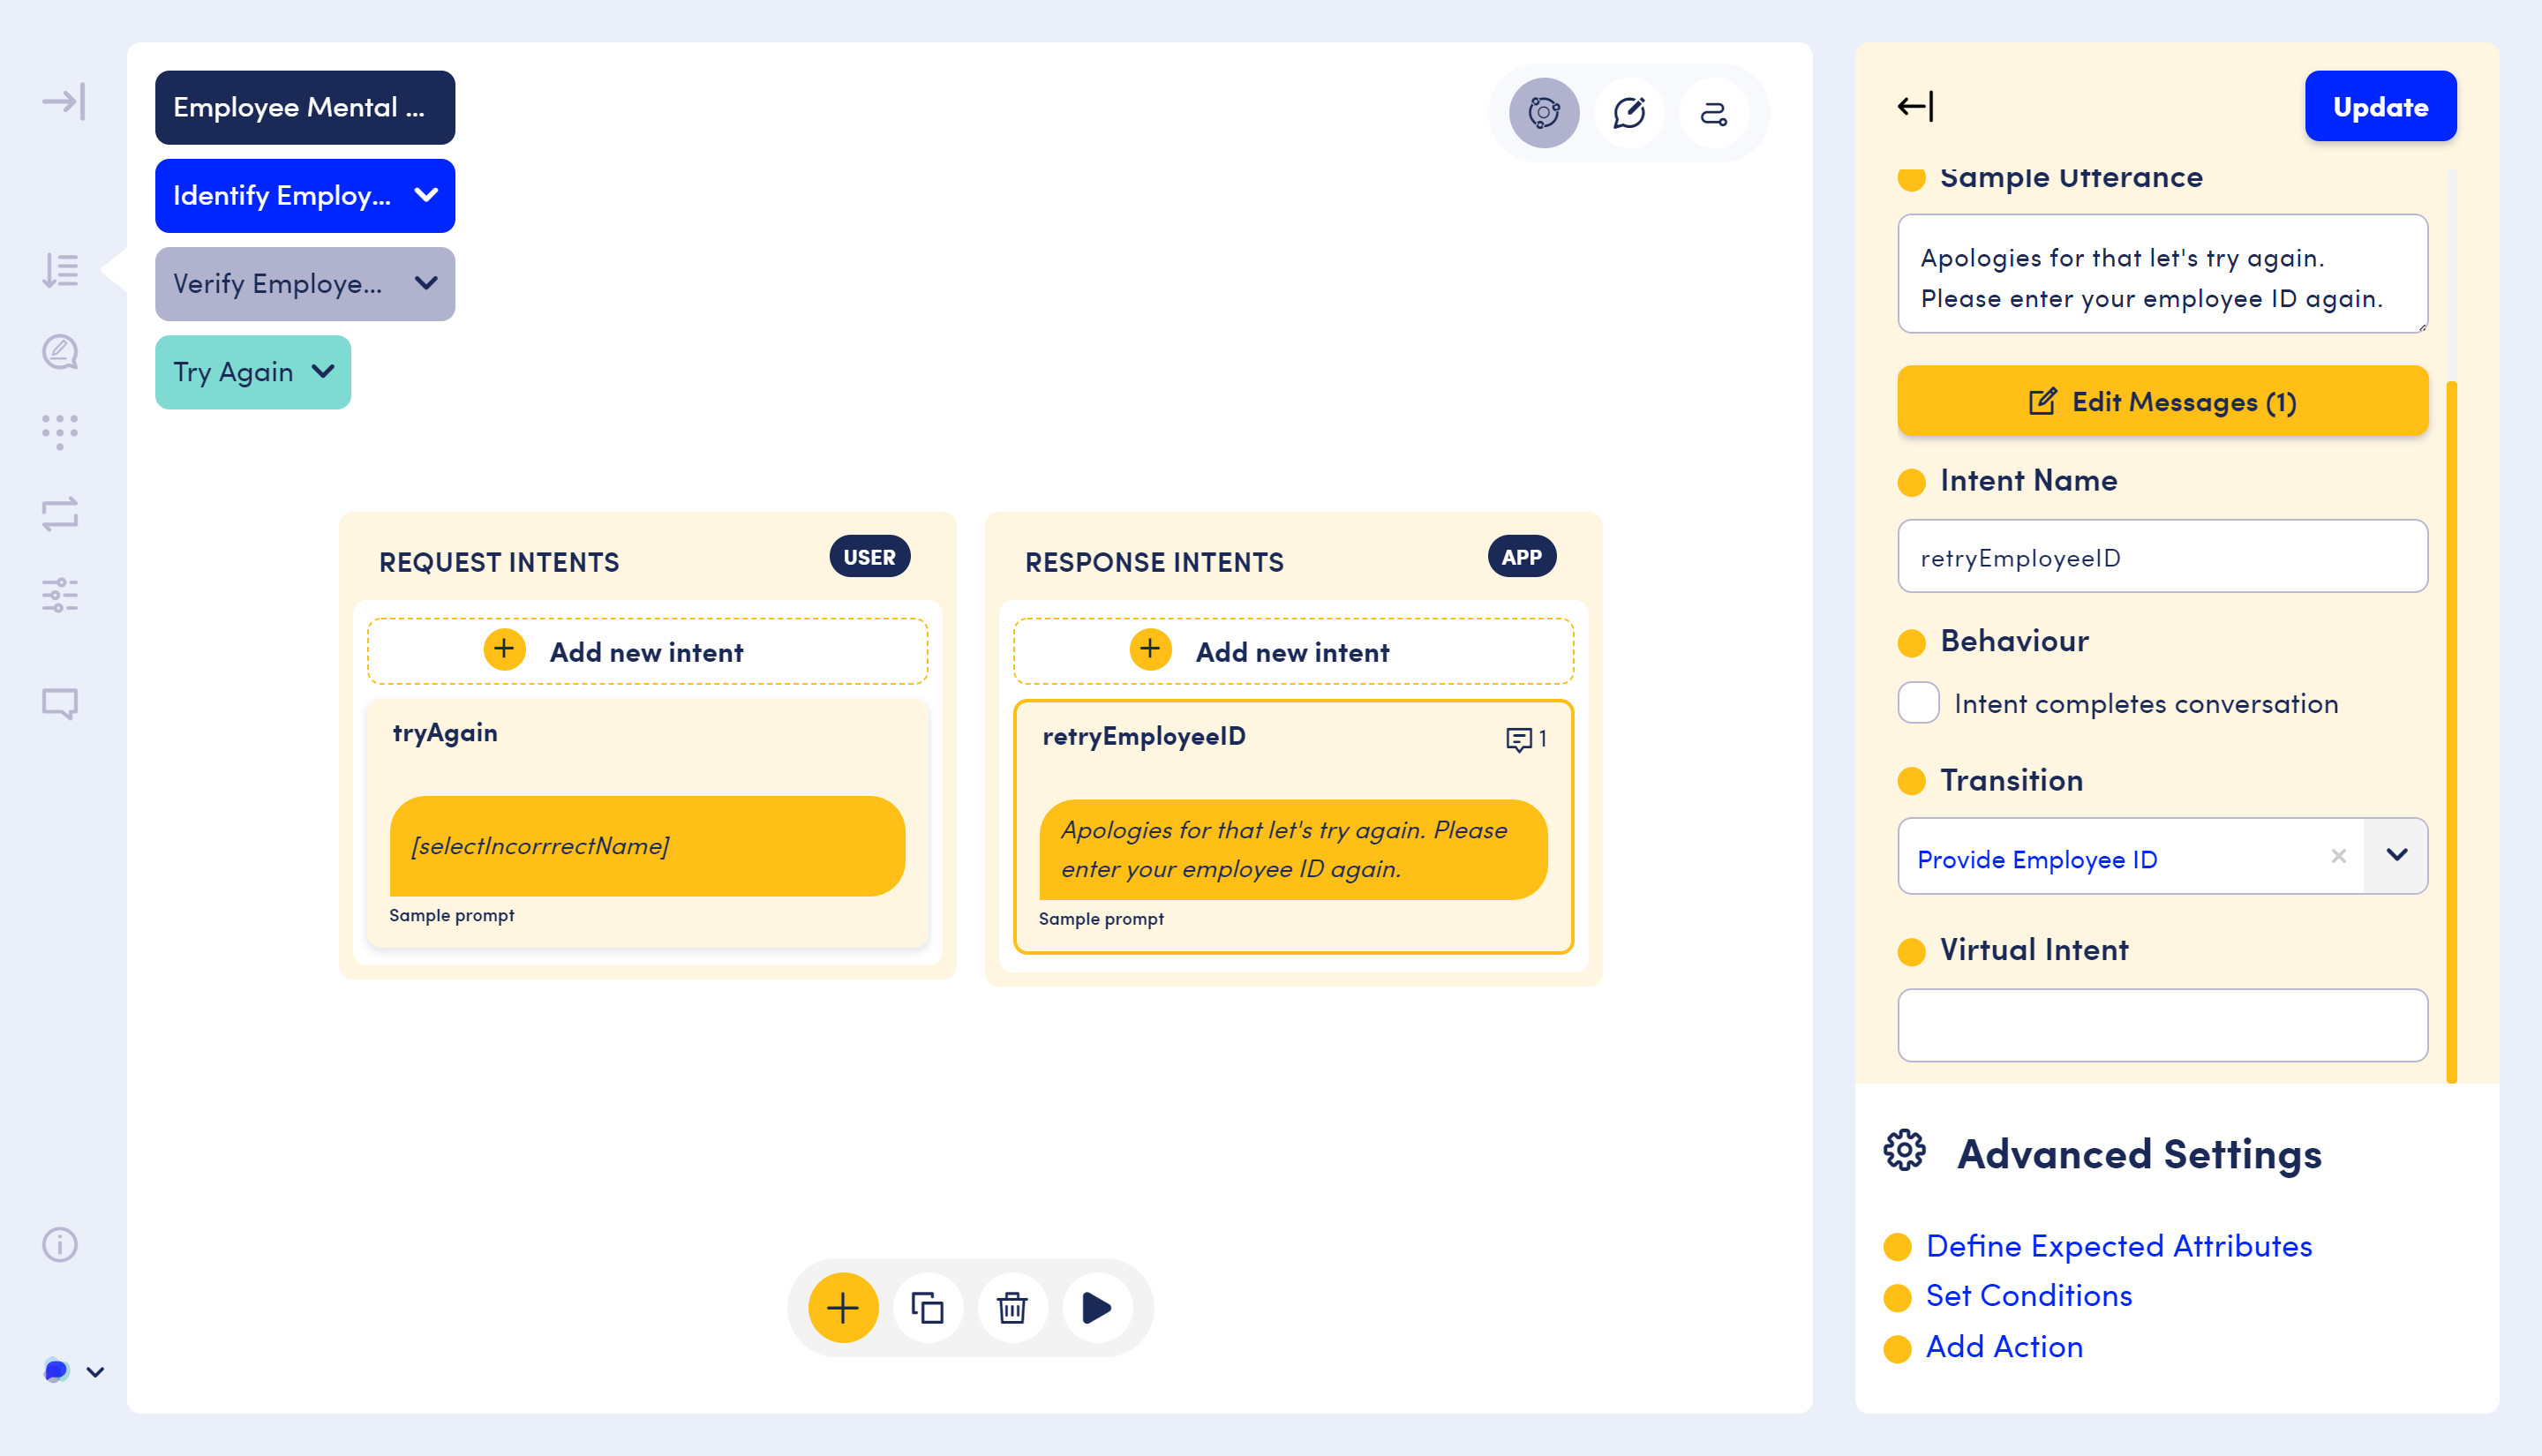 Employee Mental ...
Identify Employ...
Verify Employe...
Try Again
REQUEST INTENTS
USER
Add new intent
tryAgain
[selectIncorrrectName]
Sample prompt
RESPONSE INTENTS
APP
Add new intent
retryEmployeeID
1
Apologies for that let's try again. Please
enter your employee ID again.
Sample prompt
Update
Sample Utterance
Apologies for that let's try again.
Please enter your employee ID again.
Edit Messages (1)
Intent Name
retryEmployeeID
Behaviour
Intent completes conversation
Transition
Provide Employee ID
Virtual Intent
Advanced Settings
Define Expected Attributes
Set Conditions
Add Action